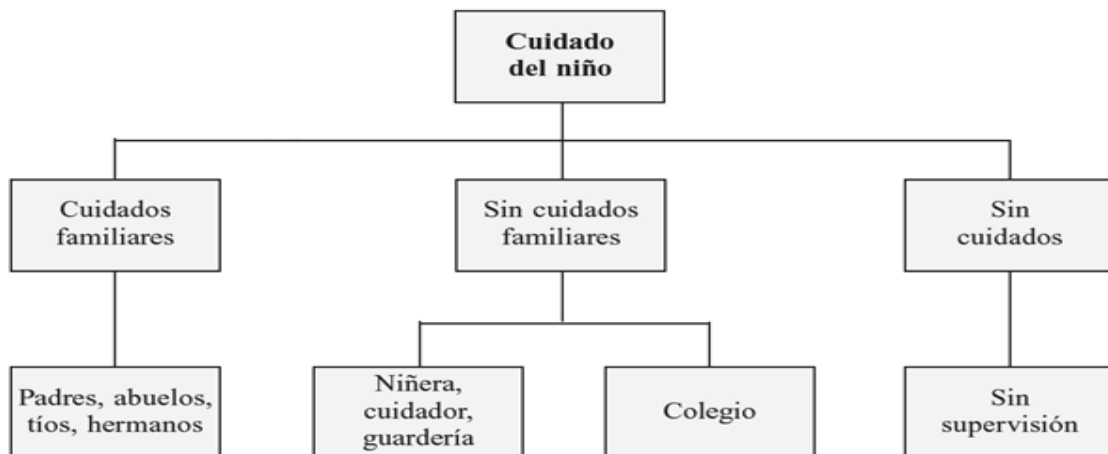 Cuidado
del niño
Cuidados
familiares
Sin cuidados
familiares
Sin
cuidados
Padres, abuelos,
tíos, hermanos
Niñera,
cuidador,
guardería
Colegio
Sin
supervisión